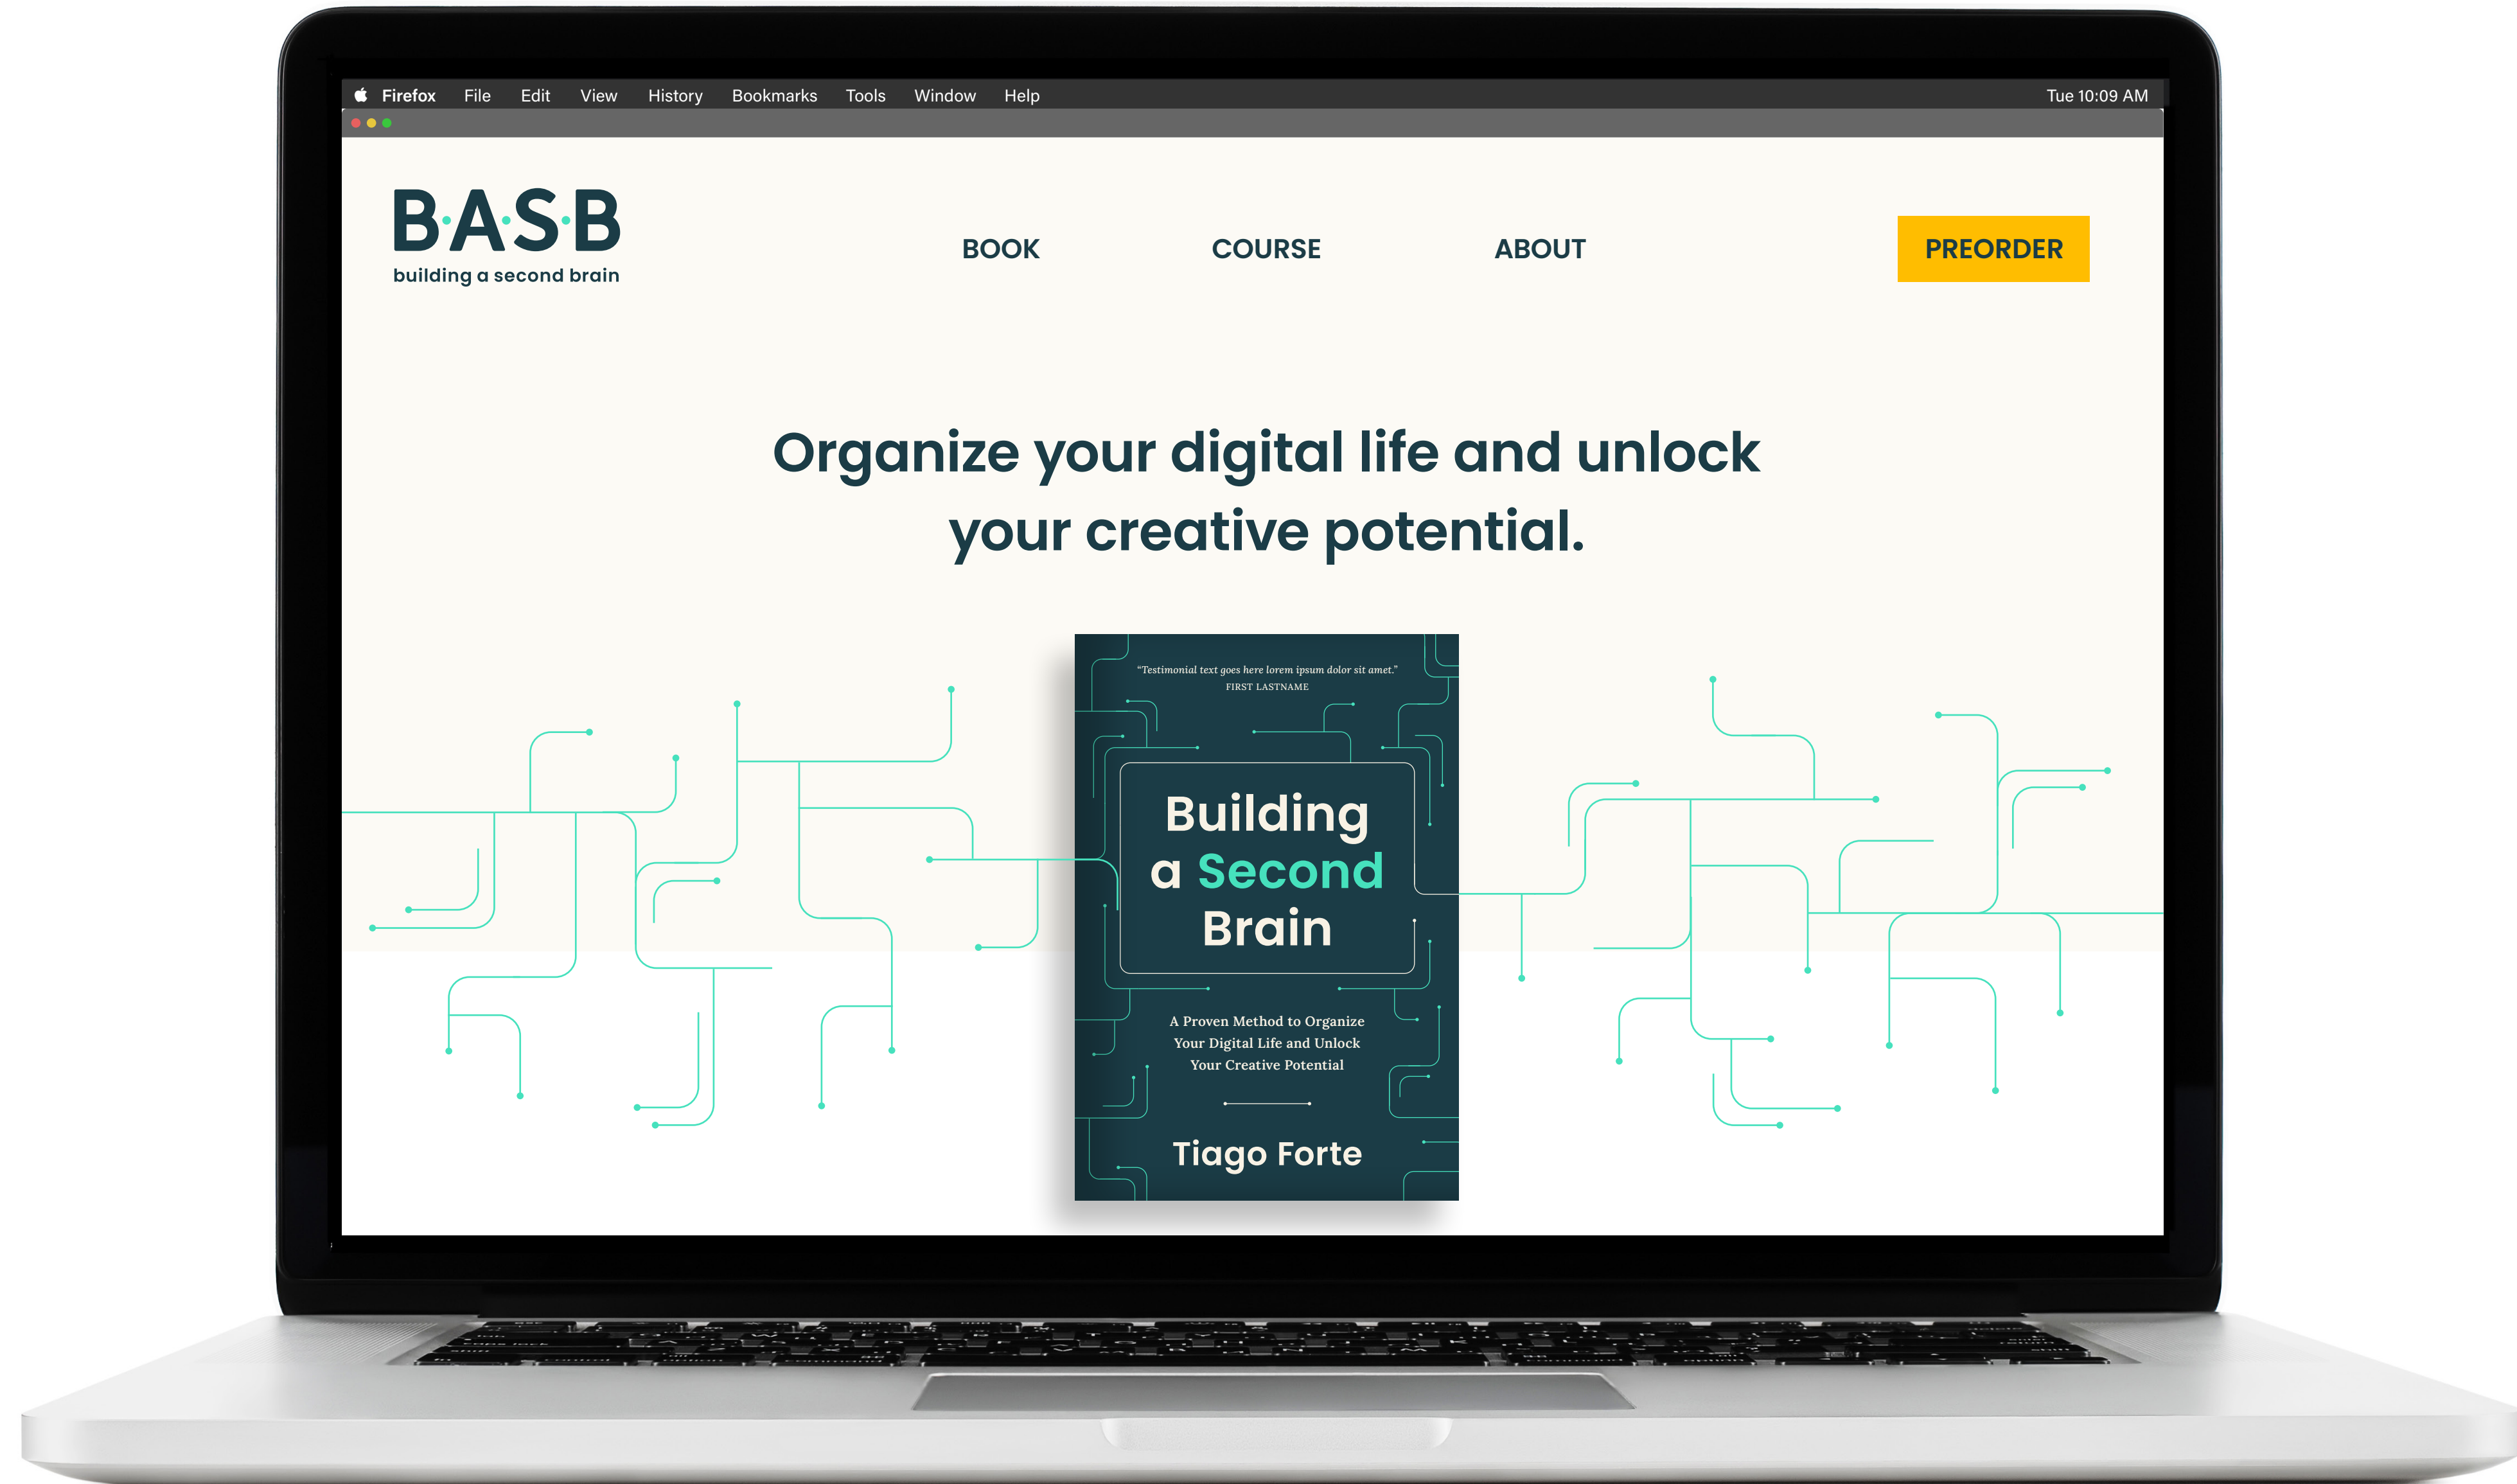 Firefox File Edit View History Bookmarks Tools Window Help Tue 10:09 AM
B·A·S·B
building a second brain
BOOK COURSE ABOUT PREORDER
Organize your digital life and unlock
your creative potential.
“Testimonial text goes here lorem ipsum dolor sit amet.”
FIRST LASTNAME
Building
a Second
Brain
A Proven Method to Organize
Your Digital Life and Unlock
Your Creative Potential
Tiago Forte